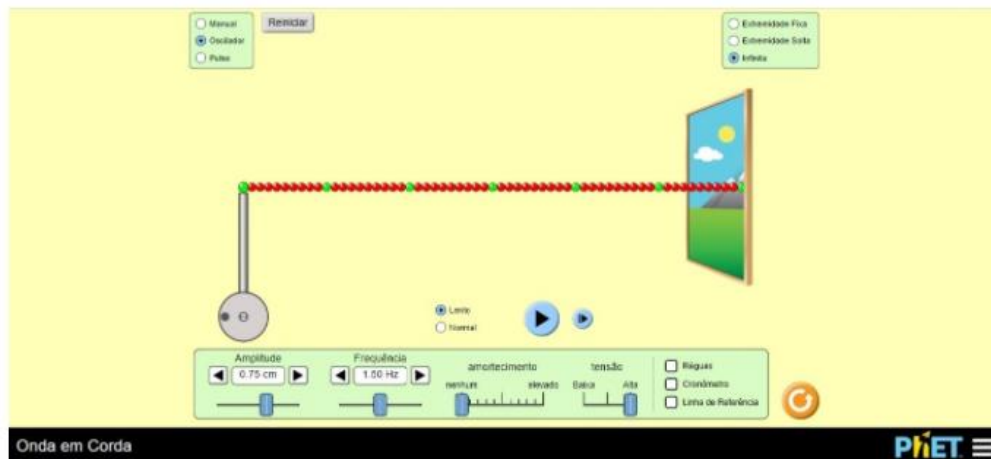 Manual
Oscilador
Pulso
Reiniciar
Extremidade Fixa
Extremidade Solta
Infinita
Lento
Normal
Amplitude
0.75 cm
Frequência
1.50 Hz
amortecimento
nenhum elevado
tensão
Baixa Alta
Réguas
Cronômetro
Linha de Referência
Onda em Corda
PhET